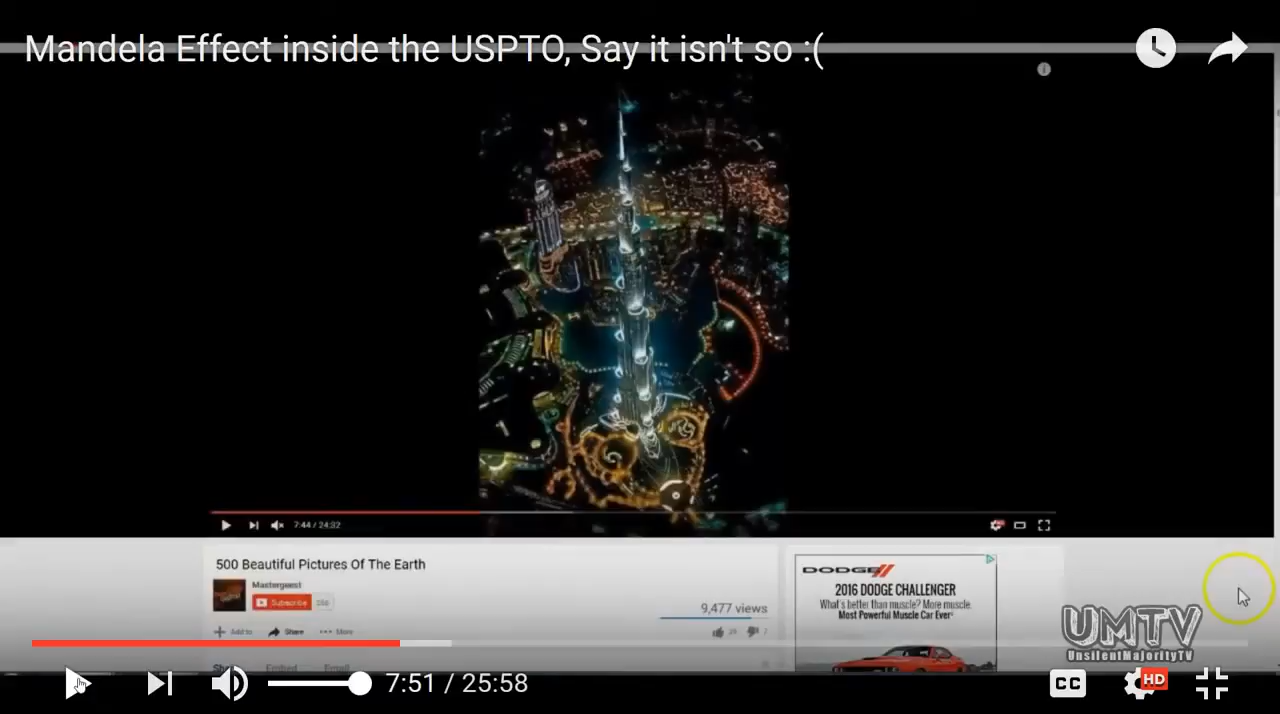 Mandela Effect inside the USPTO, Say it isn't so :(
7:44 / 24:32
500 Beautiful Pictures Of The Earth
Mastergeest
Subscribe
Add to Share More
9,477 views
DODGE
2016 DODGE CHALLENGER
What's better than muscle? More muscle.
Most Powerful Muscle Car Ever
Embed Email
UMTV
UnsilentMajorityTV
7:51 / 25:58
CC
HD